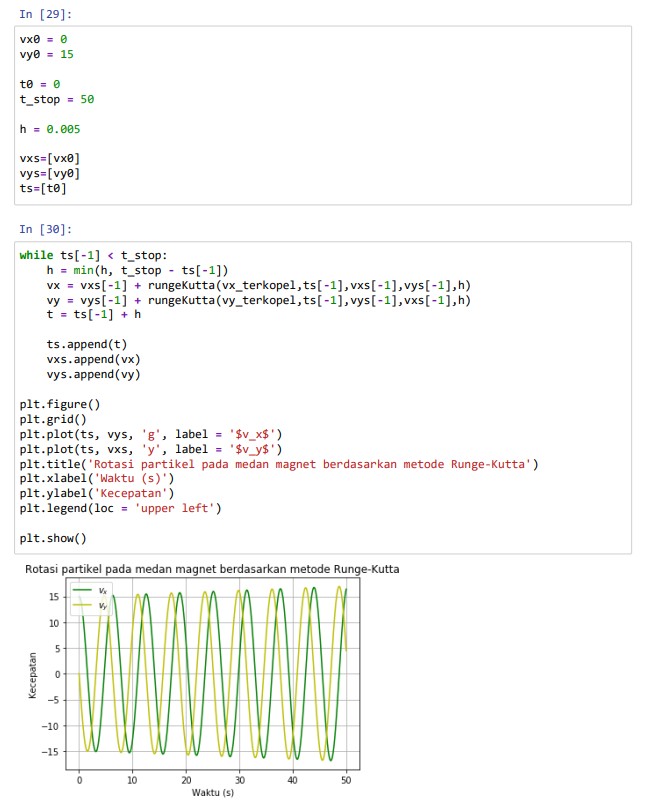 In [29]:
vx0 = 0
vy0 = 15
t0 = 0
t_stop = 50
h = 0.005
vxs=[vx0]
vys=[vy0]
ts=[t0]
In [30]:
while ts[-1] < t_stop:
    h = min(h, t_stop - ts[-1])
    vx = vxs[-1] + rungeKutta(vx_terkopel,ts[-1],vxs[-1],vys[-1],h)
    vy = vys[-1] + rungeKutta(vy_terkopel,ts[-1],vys[-1],vxs[-1],h)
    t = ts[-1] + h
    ts.append(t)
    vxs.append(vx)
    vys.append(vy)
plt.figure()
plt.grid()
plt.plot(ts, vys, 'g', label = '$v_x$')
plt.plot(ts, vxs, 'y', label = '$v_y$')
plt.title('Rotasi partikel pada medan magnet berdasarkan metode Runge-Kutta')
plt.xlabel('Waktu (s)')
plt.ylabel('Kecepatan')
plt.legend(loc = 'upper left')
plt.show()
Rotasi partikel pada medan magnet berdasarkan metode Runge-Kutta
vx
vy
15
10
5
0
−5
−10
−15
Kecepatan
0 10 20 30 40 50
Waktu (s)